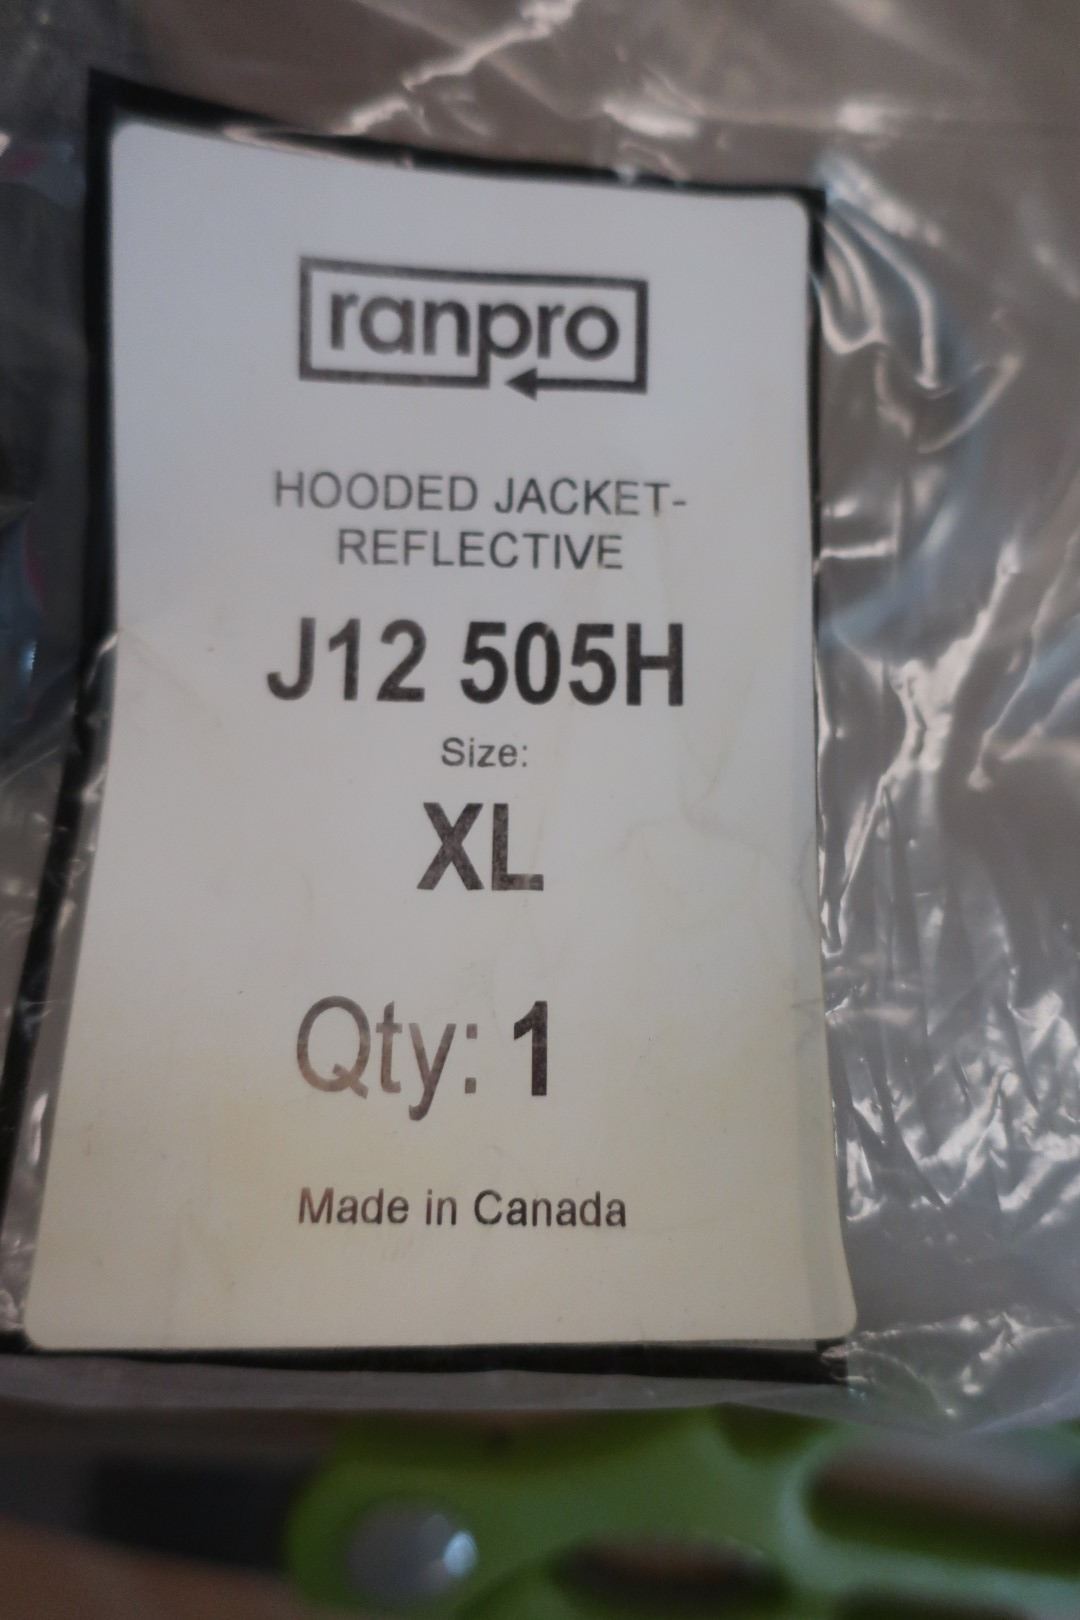 ranpro
HOODED JACKET-
REFLECTIVE
J12 505H
Size:
XL
Qty: 1
Made in Canada